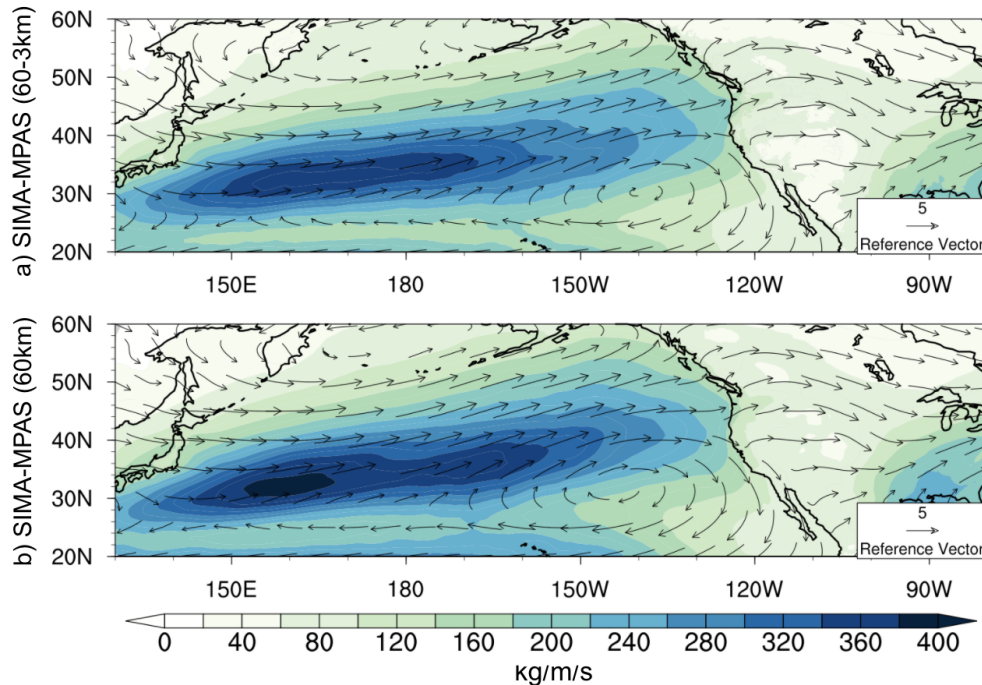 a) SIMA-MPAS (60-3km)
60N
50N
40N
30N
20N
5
Reference Vector
150E 180 150W 120W 90W
b) SIMA-MPAS (60km)
60N
50N
40N
30N
20N
5
Reference Vector
150E 180 150W 120W 90W
0 40 80 120 160 200 240 280 320 360 400
кg/m/s